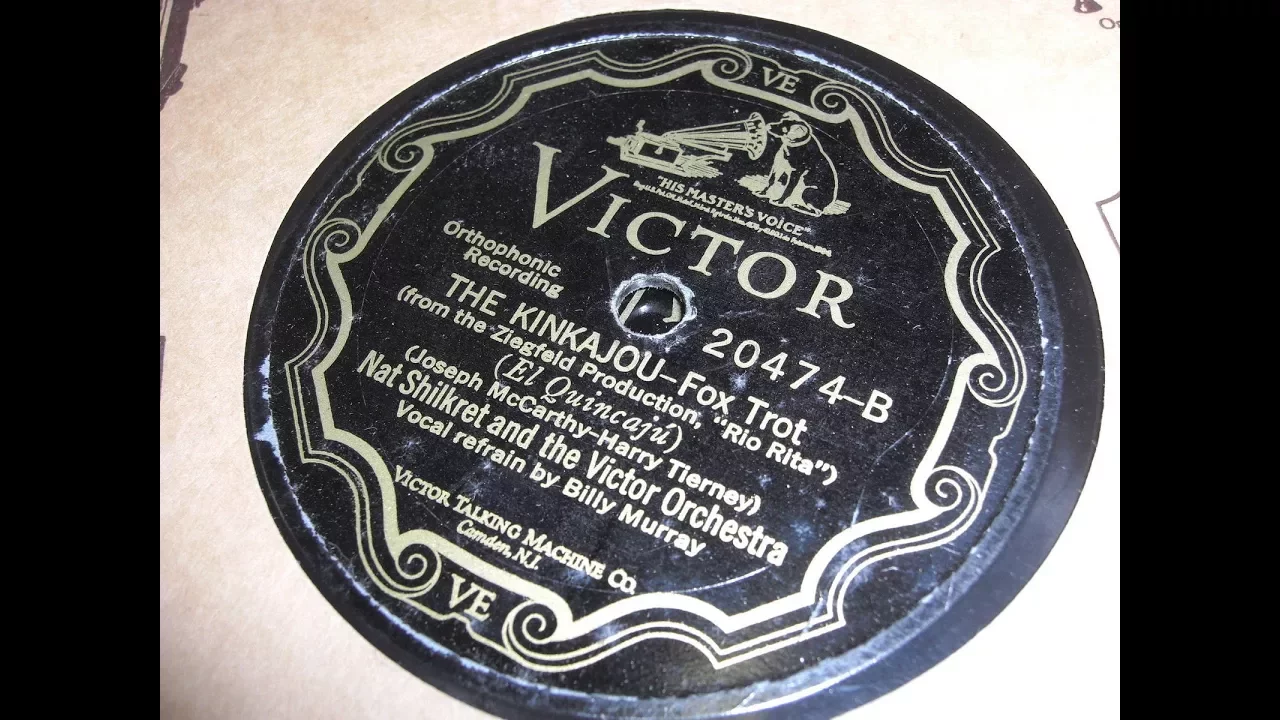 VE
"HIS MASTER'S VOICE"
VICTOR
Orthophonic
Recording
20474-B
THE KINKAJOU-Fox Trot
(from the Ziegfeld Production, "Rio Rita")
(El Quincajú)
(Joseph McCarthy-Harry Tierney)
Nat Shilkret and the Victor Orchestra
Vocal refrain by Billy Murray
VICTOR TALKING MACHINE CO.
Camden, N.J.
VE